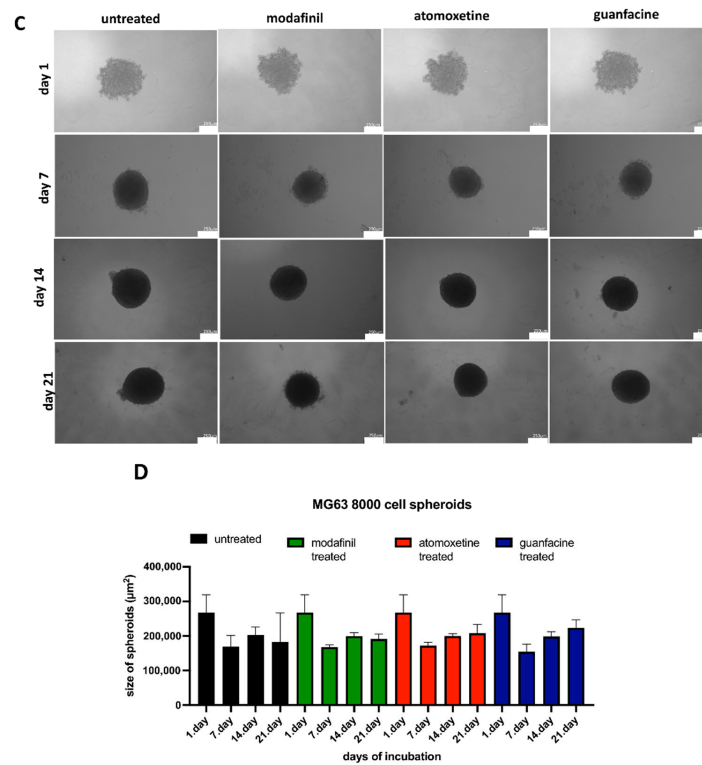 C
untreated modafinil atomoxetine guanfacine
day 1
day 7
day 14
day 21
D
MG63 8000 cell spheroids
untreated
modafinil
treated
atomoxetine
treated
guanfacine
treated
size of spheroids (µm²)
400,000
300,000
200,000
100,000
0
1.day 7.day 14.day 21.day 1.day 7.day 14.day 21.day 1.day 7.day 14.day 21.day 1.day 7.day 14.day 21.day
days of incubation